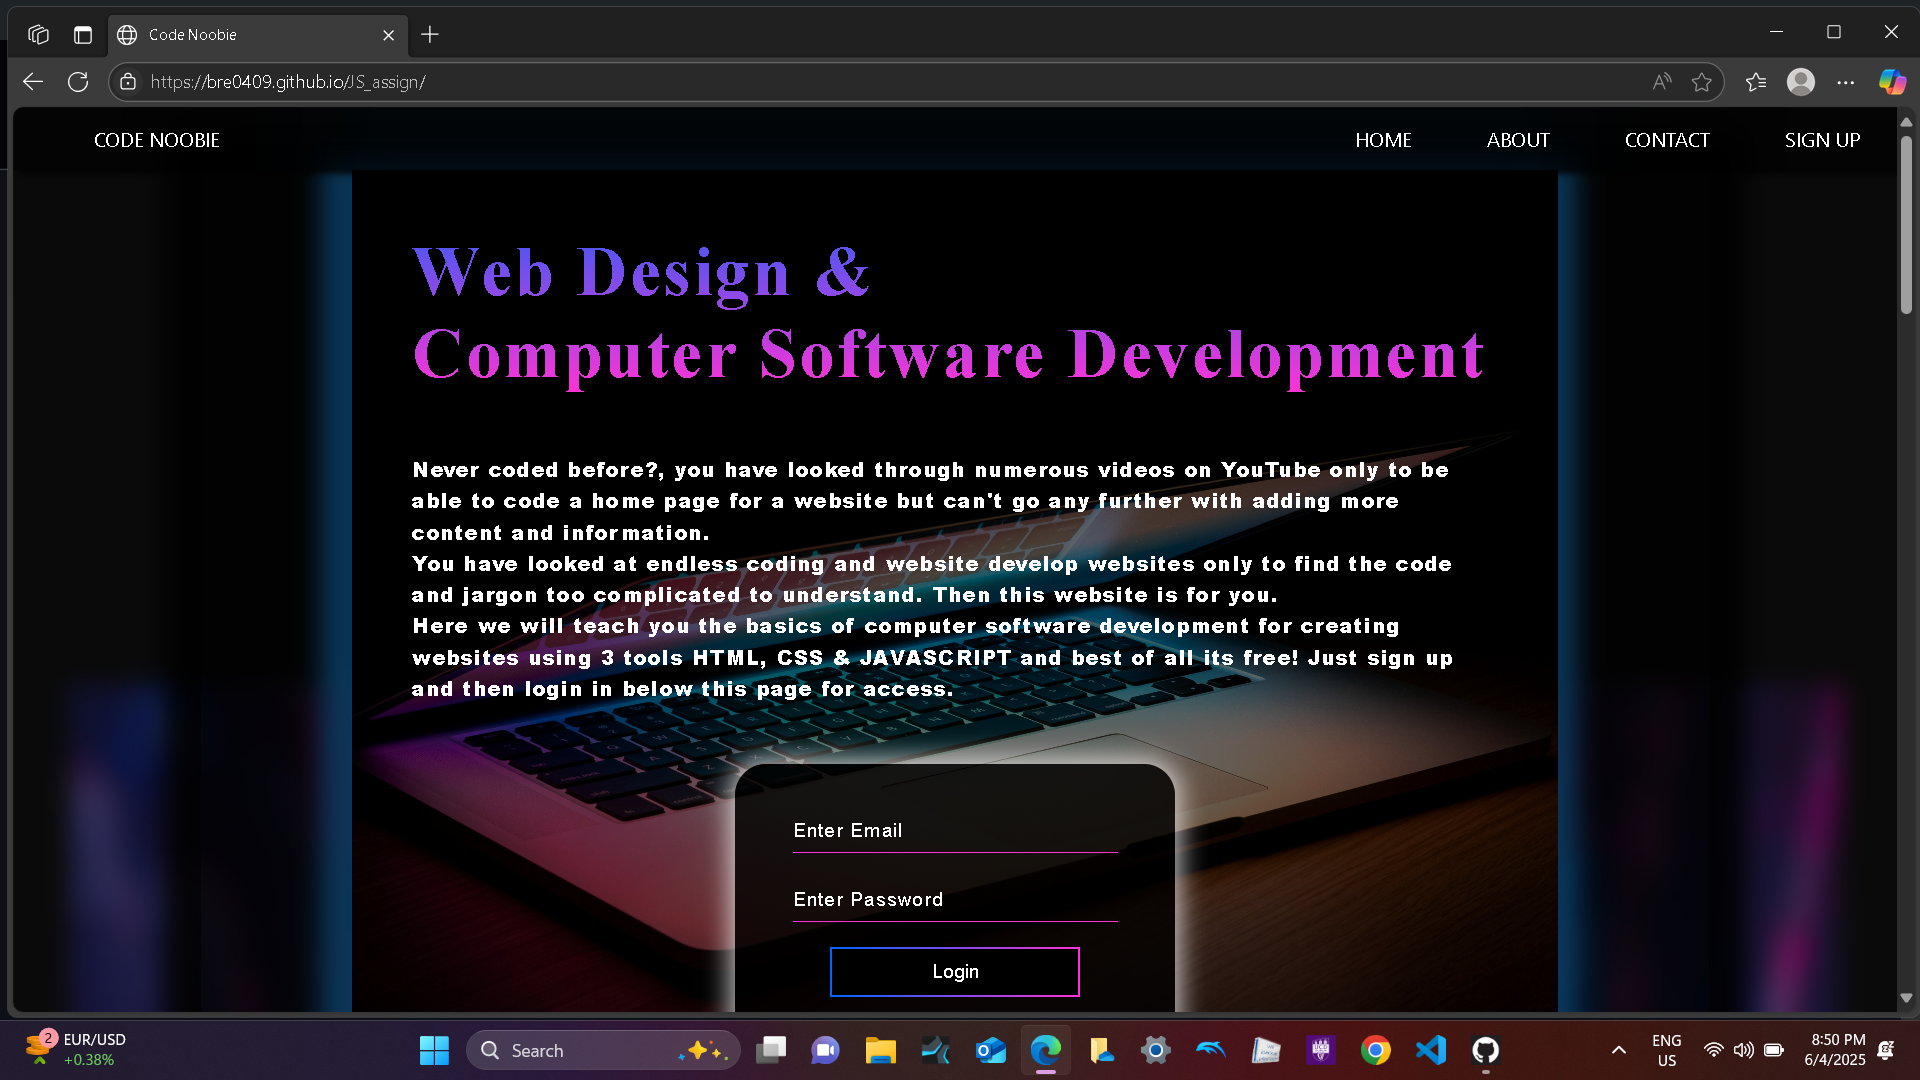 Code Noobie
https://bre0409.github.io/JS_assign/
CODE NOOBIE
HOME
ABOUT
CONTACT
SIGN UP
Web Design &
Computer Software Development
Never coded before?, you have looked through numerous videos on YouTube only to be
able to code a home page for a website but can't go any further with adding more
content and information.
You have looked at endless coding and website develop websites only to find the code
and jargon too complicated to understand. Then this website is for you.
Here we will teach you the basics of computer software development for creating
websites using 3 tools HTML, CSS & JAVASCRIPT and best of all its free! Just sign up
and then login in below this page for access.
Enter Email
Enter Password
Login
2
EUR/USD
+0.38%
Search
ENG
US
8:50 PM
6/4/2025